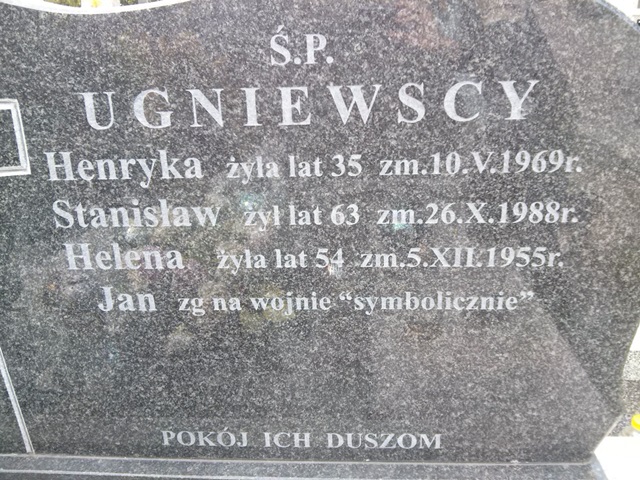 Ś.P.
UGNIEWSCY
Henryka żyła lat 35 zm.10.V.1969r.
Stanisław żył lat 63 zm.26.X.1988r.
Helena żyła lat 54 zm.5.XII.1955r.
Jan zg na wojnie “symbolicznie”
POKÓJ ICH DUSZOM